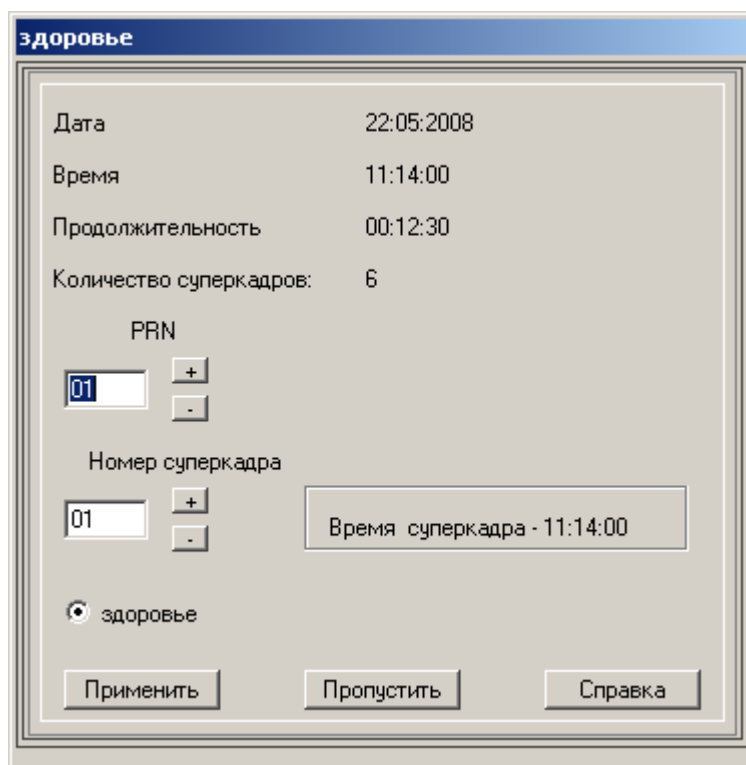 здоровье
Дата 22:05:2008
Время 11:14:00
Продолжительность 00:12:30
Количество суперкадров: 6
PRN
01 +
-
Номер суперкадра
01 +
-
Время суперкадра - 11:14:00
здоровье
Применить Пропустить Справка